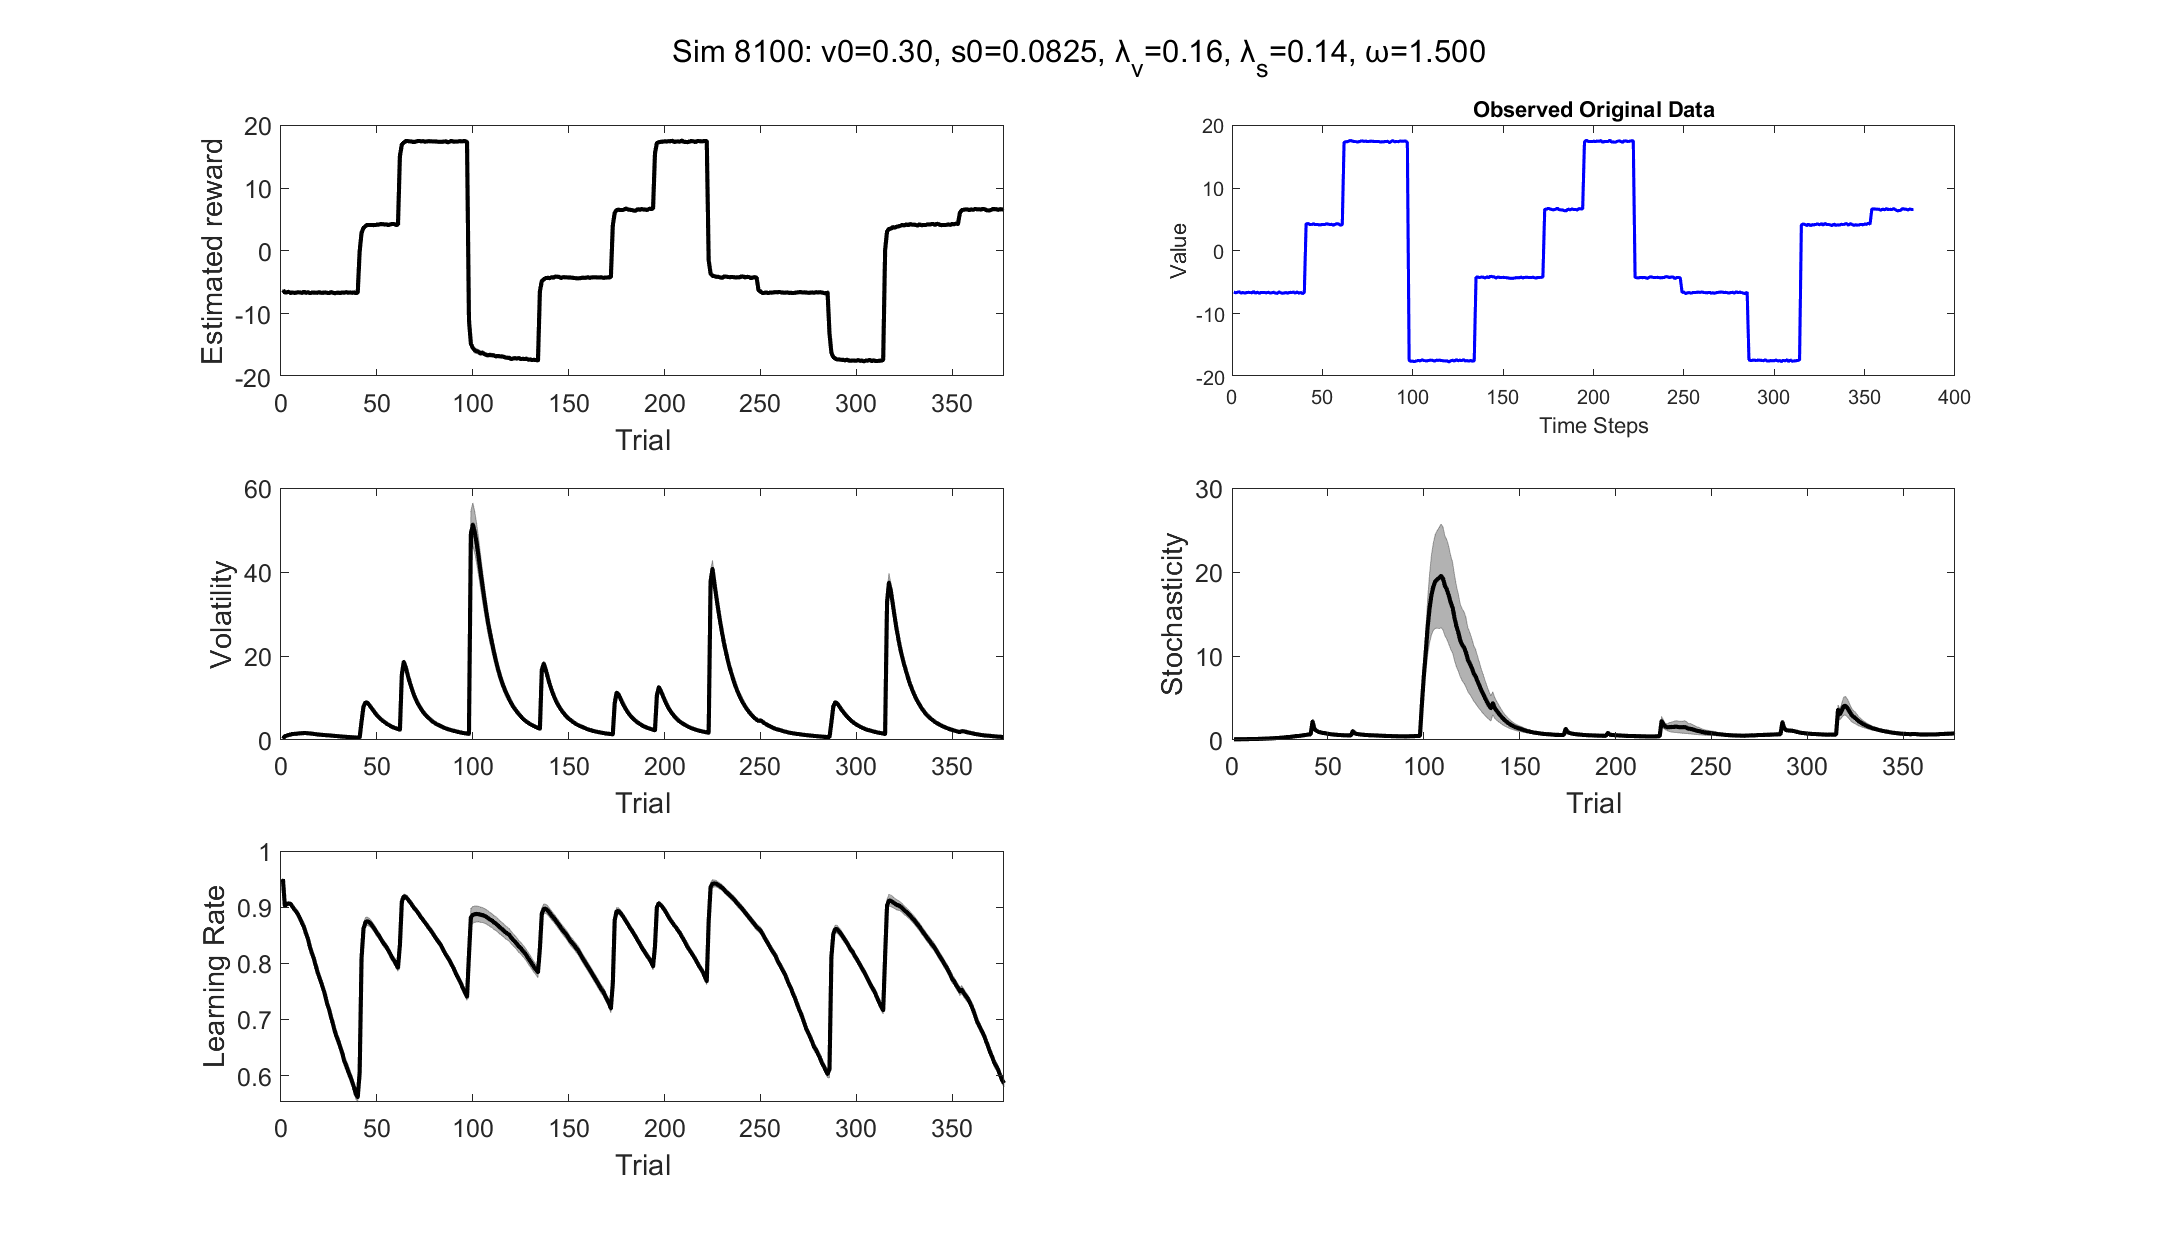 Sim 8100: v0=0.30, s0=0.0825, λ_v=0.16, λ_s=0.14, ω=1.500
20
10
0
-10
-20
Estimated reward
0 50 100 150 200 250 300 350
Trial
Observed Original Data
20
10
0
-10
-20
Value
0 50 100 150 200 250 300 350 400
Time Steps
60
40
20
0
Volatility
0 50 100 150 200 250 300 350
Trial
30
20
10
0
Stochasticity
0 50 100 150 200 250 300 350
Trial
1
0.9
0.8
0.7
0.6
Learning Rate
0 50 100 150 200 250 300 350
Trial